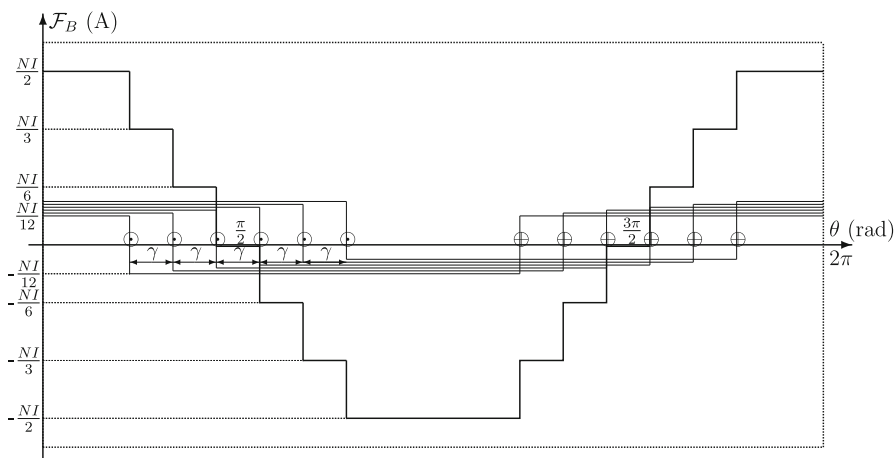 𝓕_B (A)
NI/2
NI/3
NI/6
NI/12
π/2
3π/2
θ (rad)
γ γ γ γ γ
2π
-NI/12
-NI/6
-NI/3
-NI/2